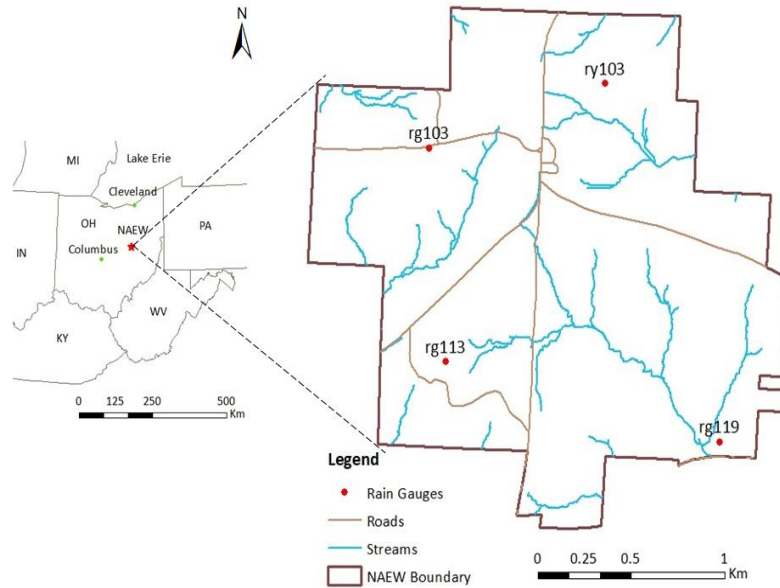 N
ry103
rg103
MI
Lake Erie
Cleveland
OH
NAEW
PA
IN
Columbus
WV
KY
rg113
0 125 250 500
Km
rg119
Legend
Rain Gauges
Roads
Streams
NAEW Boundary
0 0.25 0.5 1
Km